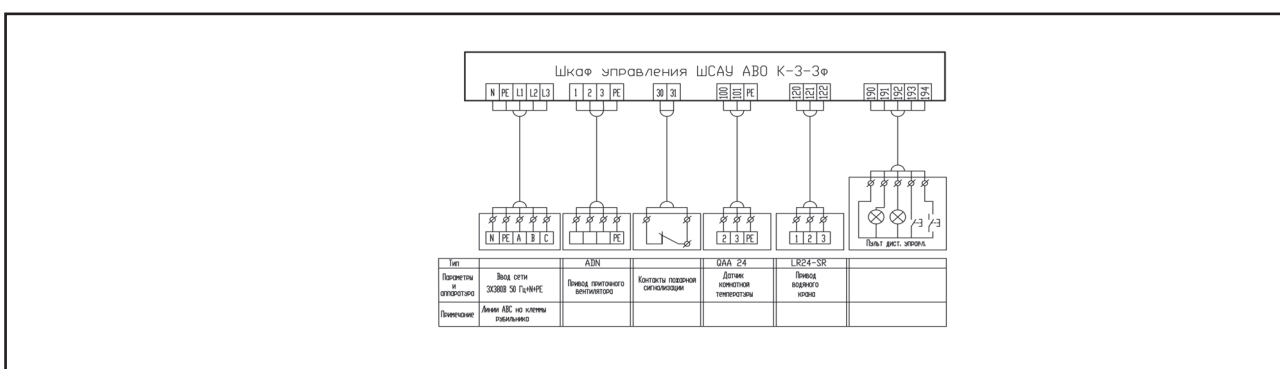 Шкаф управления ШСАУ АВО К-3-3ф
N PE L1 L2 L3
1 2 3 PE
30 31
100 101 PE
120 121 122
190 191 192 193 194
N PE A B C
PE
2 3 PE
1 2 3
Пульт дист. управл.
Тип
ADN
QAA 24
LR24-SR
Параметры
и
аппаратура
Ввод сети
3X380В 50 Гц+N+PE
Привод приточного
вентилятора
Контакты пожарной
сигнализации
Датчик
комнатной
температуры
Привод
водяного
крана
Примечание
Линии АВС на клеммы
рубильника